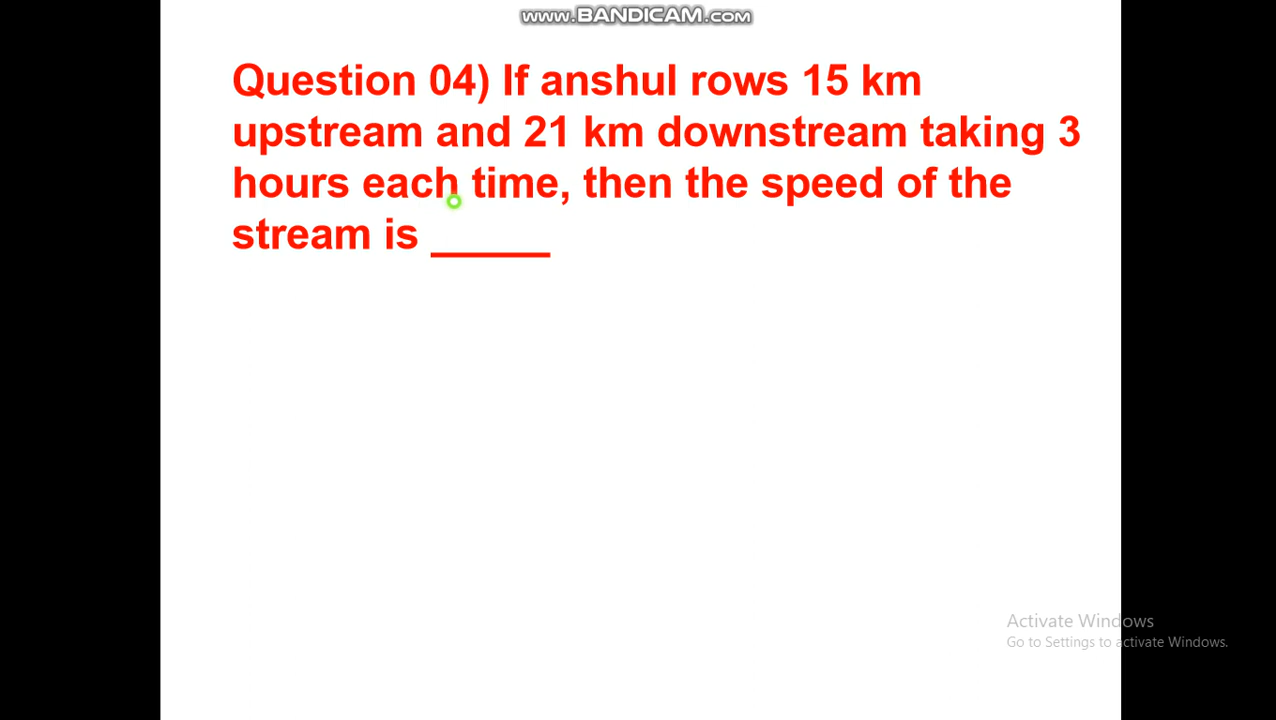 www.BANDICAM.com
Question 04) If anshul rows 15 km
upstream and 21 km downstream taking 3
hours each time, then the speed of the
stream is _____
Activate Windows
Go to Settings to activate Windows.